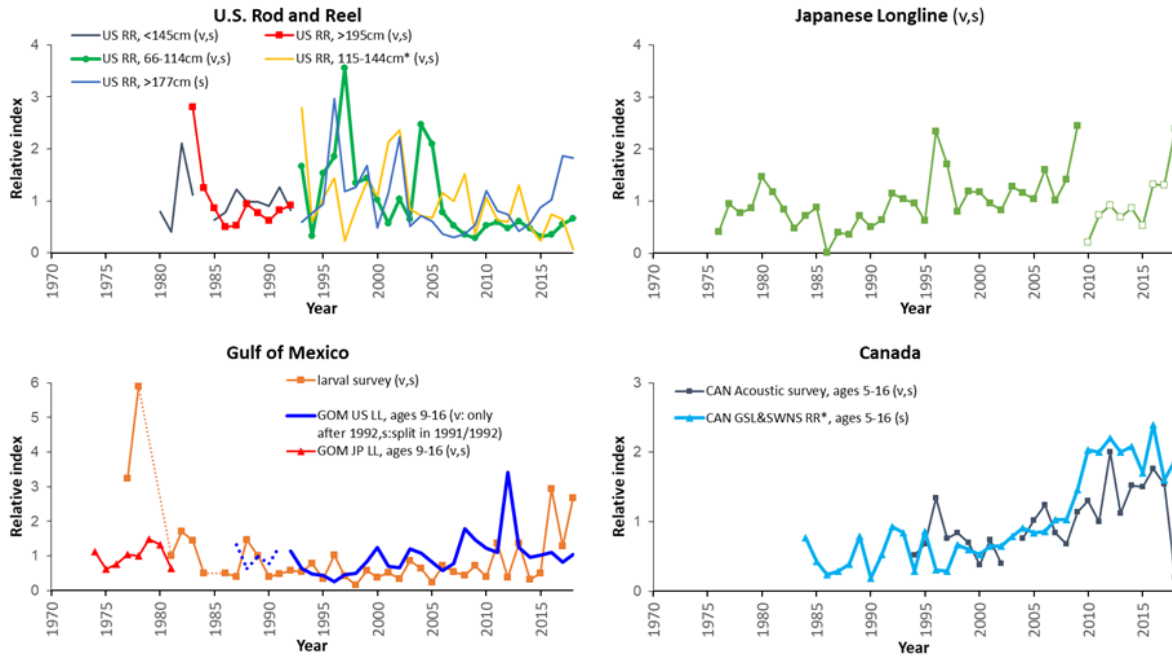 U.S. Rod and Reel
US RR, <145cm (v,s)
US RR, >195cm (v,s)
US RR, 66-114cm (v,s)
US RR, 115-144cm* (v,s)
US RR, >177cm (s)
Relative index
4
3
2
1
0
1970
1975
1980
1985
1990
1995
2000
2005
2010
2015
Year
Japanese Longline (v,s)
Relative index
4
3
2
1
0
1970
1975
1980
1985
1990
1995
2000
2005
2010
2015
Year
Gulf of Mexico
larval survey (v,s)
GOM US LL, ages 9-16 (v: only
after 1992,s:split in 1991/1992)
GOM JP LL, ages 9-16 (v,s)
Relative index
6
5
4
3
2
1
0
1970
1975
1980
1985
1990
1995
2000
2005
2010
2015
Year
Canada
CAN Acoustic survey, ages 5-16 (v,s)
CAN GSL&SWNS RR*, ages 5-16 (s)
Relative index
3
2
1
0
1970
1975
1980
1985
1990
1995
2000
2005
2010
2015
Year